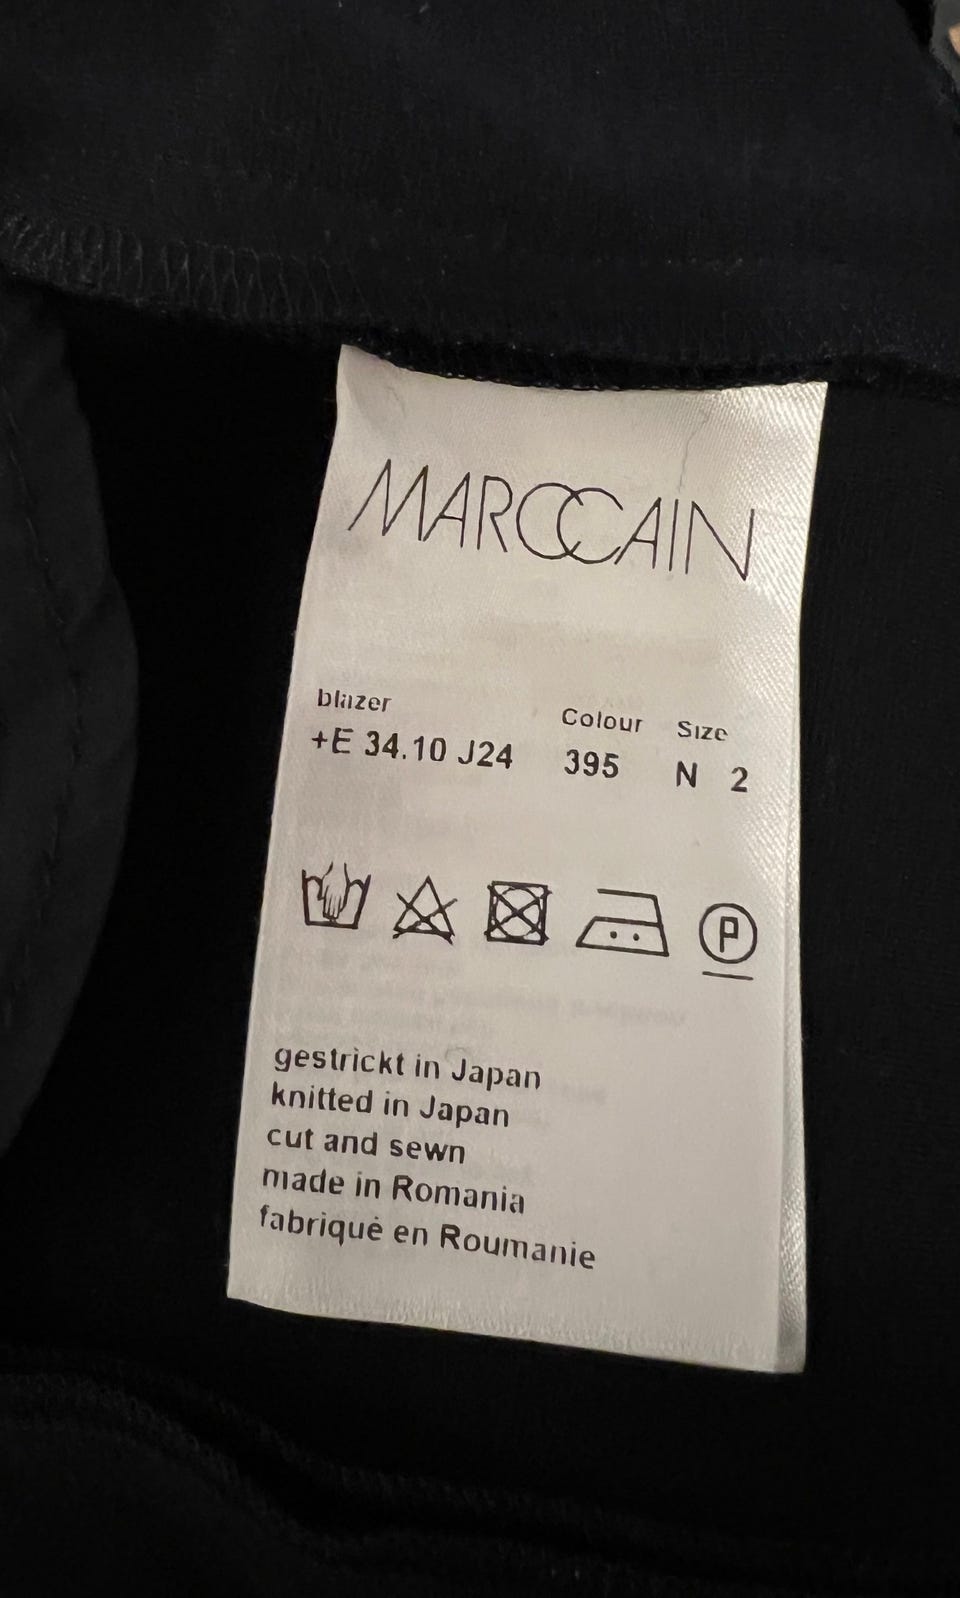 MARCCAIN
blazer Colour Size
+E 34.10 J24 395 N 2
P
gestrickt in Japan
knitted in Japan
cut and sewn
made in Romania
fabriqué en Roumanie